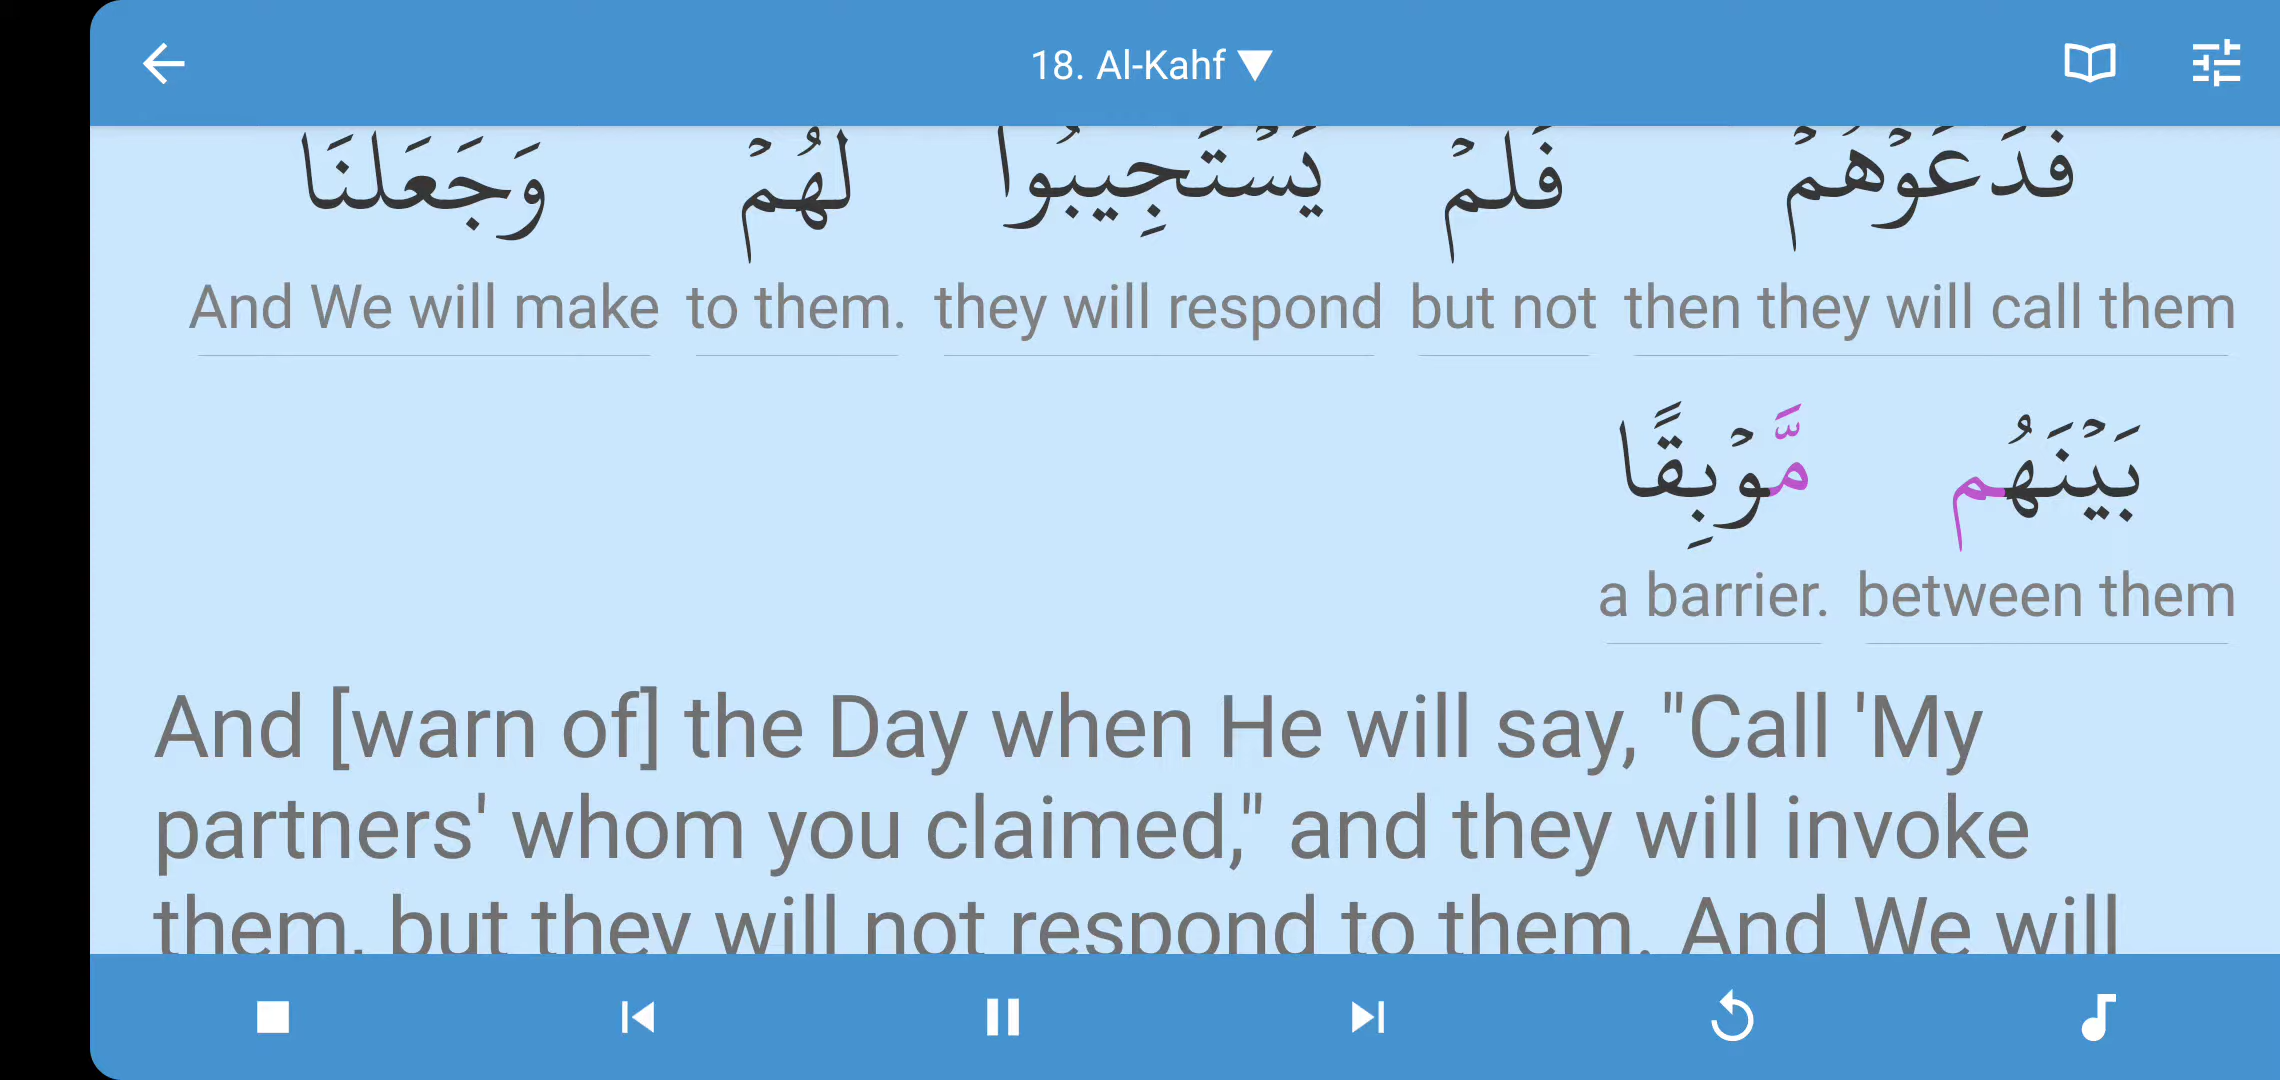 18. Al-Kahf ▼
فَدَعَوْهُمْ فَلَمْ يَسْتَجِيبُوا لَهُمْ وَجَعَلْنَا
then they will call them but not they will respond to them. And We will make
بَيْنَهُم مَّوْبِقًا
between them a barrier.
And [warn of] the Day when He will say, "Call 'My
partners' whom you claimed," and they will invoke
them, but they will not respond to them. And We will